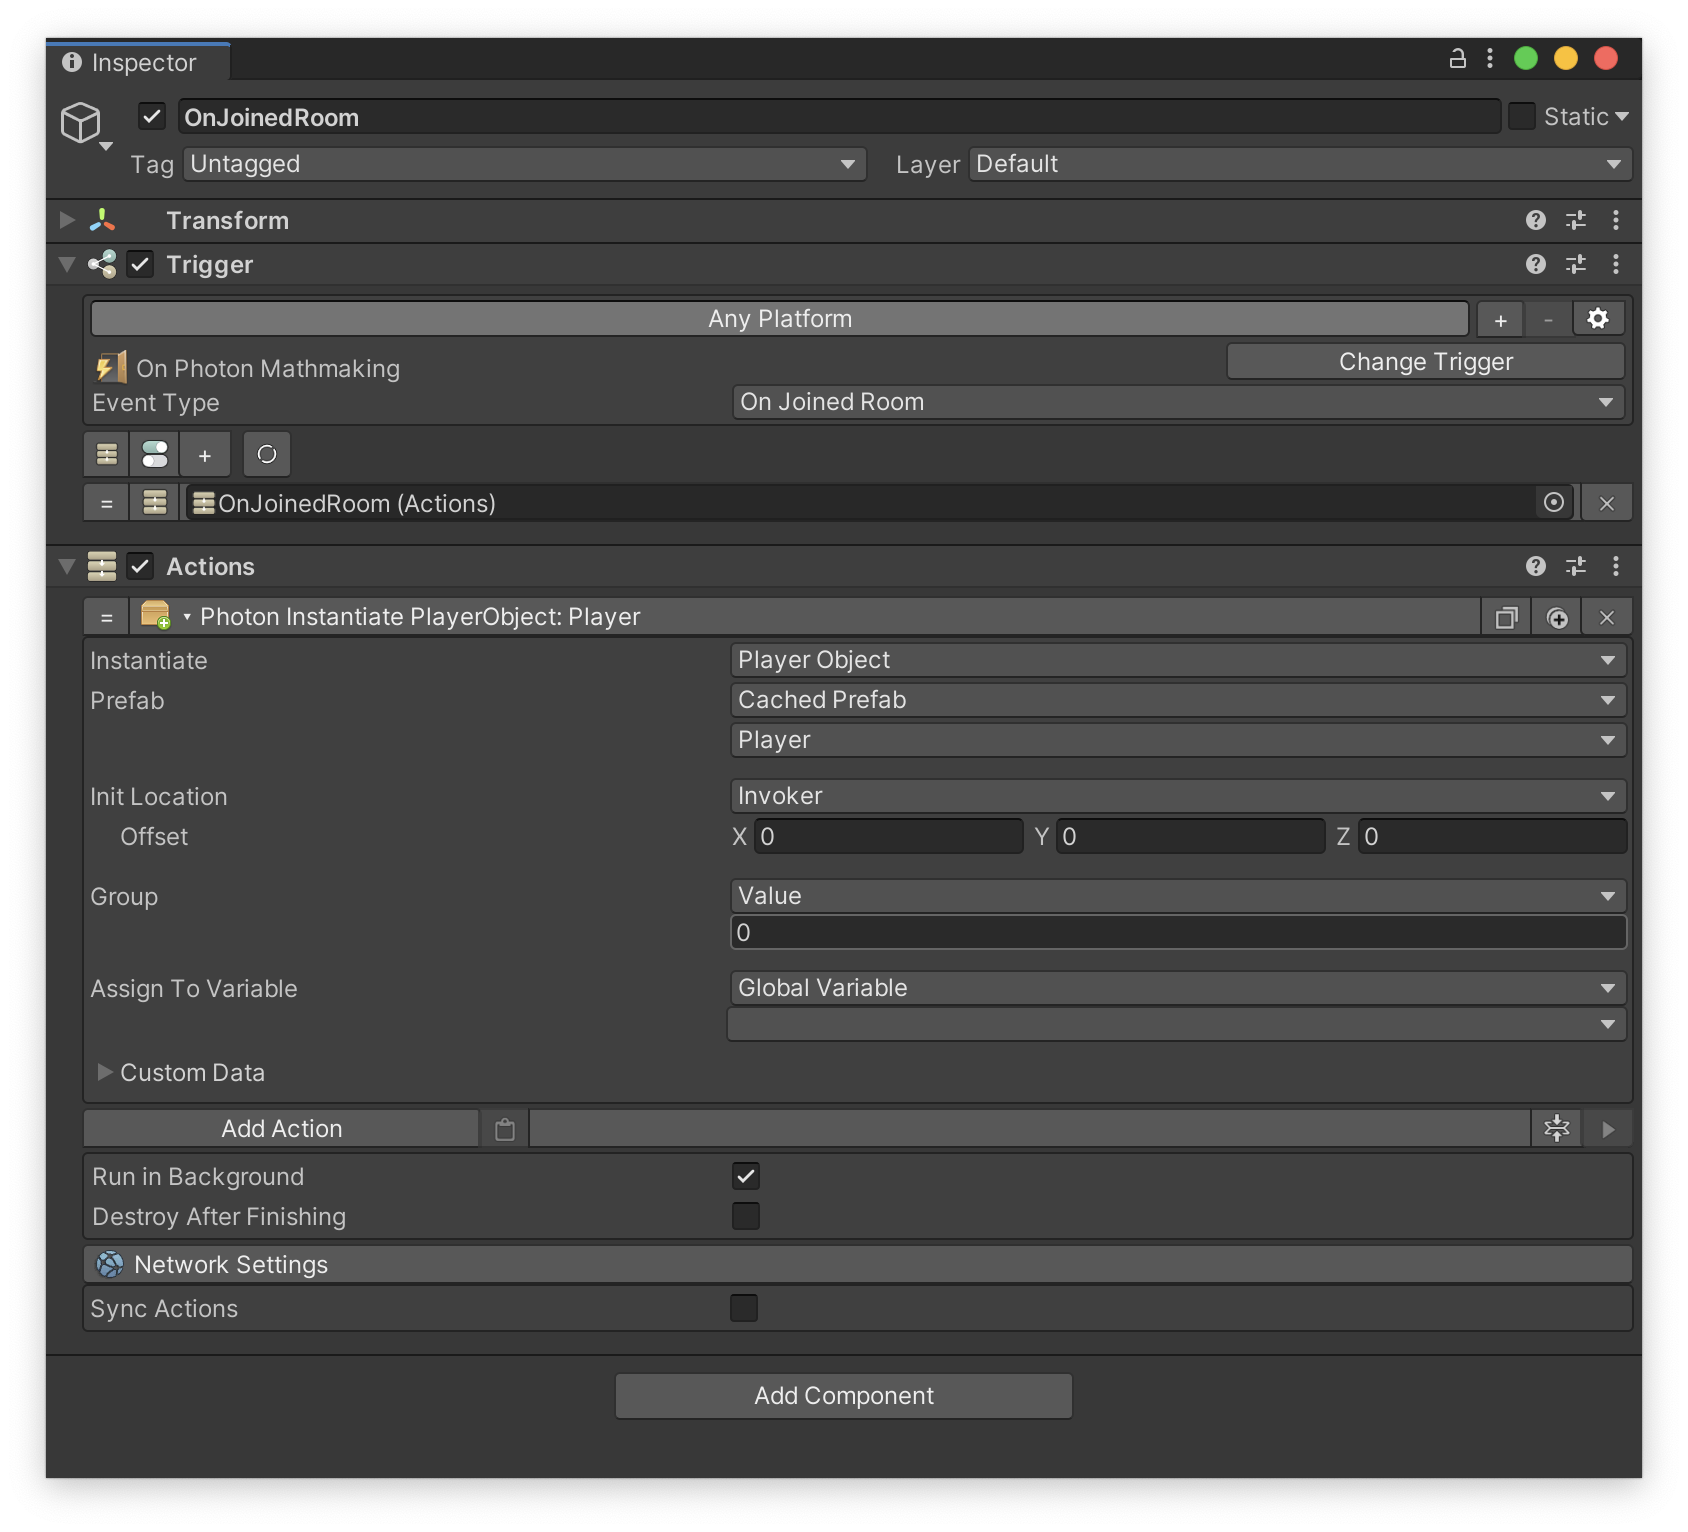 Inspector
OnJoinedRoom
Static
Tag Untagged Layer Default
Transform
Trigger
Any Platform + -
On Photon Mathmaking Change Trigger
Event Type On Joined Room
+
= OnJoinedRoom (Actions)
Actions
= Photon Instantiate PlayerObject: Player
Instantiate Player Object
Prefab Cached Prefab
Player
Init Location Invoker
Offset X 0 Y 0 Z 0
Group Value
0
Assign To Variable Global Variable
Custom Data
Add Action
Run in Background
Destroy After Finishing
Network Settings
Sync Actions
Add Component